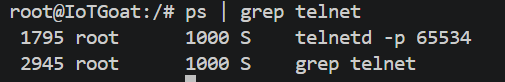 root@IoTGoat:/# ps | grep telnet
 1795 root      1000 S    telnetd -p 65534
 2945 root      1000 S    grep telnet